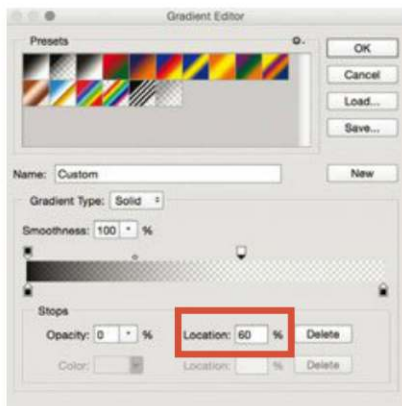 Gradient Editor
Presets
OK
Cancel
Load...
Save...
Name: Custom
New
Gradient Type: Solid
Smoothness: 100 %
Stops
Opacity: 0 % Location: 60 % Delete
Color: Location: % Delete